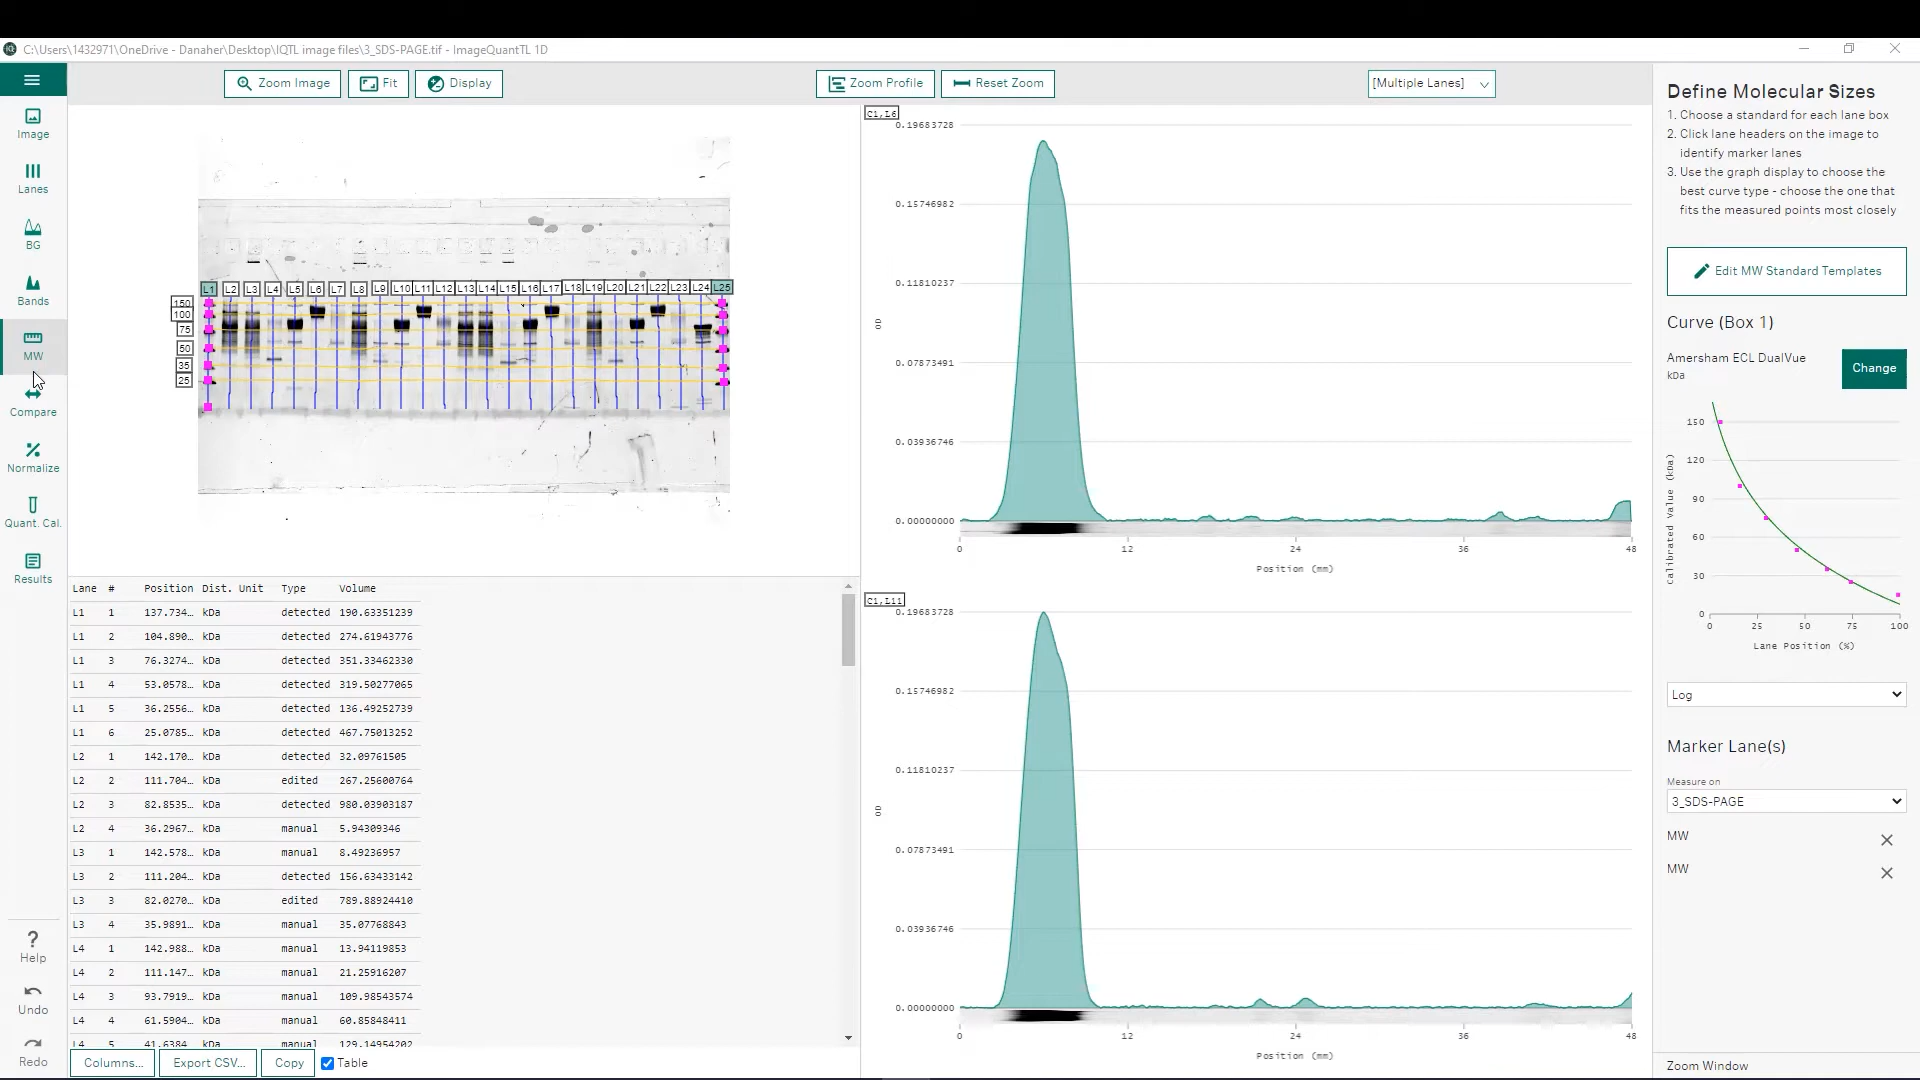 C:\Users\1432971\OneDrive - Danaher\Desktop\IQTL image files\3_SDS-PAGE.tif - ImageQuantTL 1D
Zoom Image
Fit
Display
Zoom Profile
Reset Zoom
[Multiple Lanes]
Image
Lanes
BG
Bands
MW
Compare
Normalize
Quant. Cal.
Results
Help
Undo
Redo
L1 L2 L3 L4 L5 L6 L7 L8 L9 L10 L11 L12 L13 L14 L15 L16 L17 L18 L19 L20 L21 L22 L23 L24 L25
150
100
75
50
35
25
Lane # Position Dist. Unit Type Volume
L1 1 137.734… kDa detected 190.63351239
L1 2 104.890… kDa detected 274.61943776
L1 3 76.3274… kDa detected 351.33462330
L1 4 53.0578… kDa detected 319.50277065
L1 5 36.2556… kDa detected 136.49252739
L1 6 25.0785… kDa detected 467.75013252
L2 1 142.170… kDa detected 32.09761505
L2 2 111.704… kDa edited 267.25600764
L2 3 82.8535… kDa detected 980.03903187
L2 4 36.2967… kDa manual 5.94309346
L3 1 142.578… kDa manual 8.49236957
L3 2 111.204… kDa detected 156.63433142
L3 3 82.0270… kDa edited 789.88924410
L3 4 35.9891… kDa manual 35.07768843
L4 1 142.988… kDa manual 13.94119853
L4 2 111.147… kDa manual 21.25916207
L4 3 93.7919… kDa manual 109.98543574
L4 4 61.5904… kDa manual 60.85848411
L4 5 41.6384… kDa manual 129.14954202
Columns...
Export CSV...
Copy
Table
C1,L6
0.19683728
0.15746982
0.11810237
0.07873491
0.03936746
0.00000000
OD
0 12 24 36 48
Position (mm)
C1,L11
0.19683728
0.15746982
0.11810237
0.07873491
0.03936746
0.00000000
OD
0 12 24 36 48
Position (mm)
Define Molecular Sizes
1. Choose a standard for each lane box
2. Click lane headers on the image to
identify marker lanes
3. Use the graph display to choose the
best curve type - choose the one that
fits the measured points most closely
Edit MW Standard Templates
Curve (Box 1)
Amersham ECL DualVue
kDa
Change
Calibrated Value (kDa)
150
120
90
60
30
0
0 25 50 75 100
Lane Position (%)
Log
Marker Lane(s)
Measure on
3_SDS-PAGE
MW
MW
Zoom Window